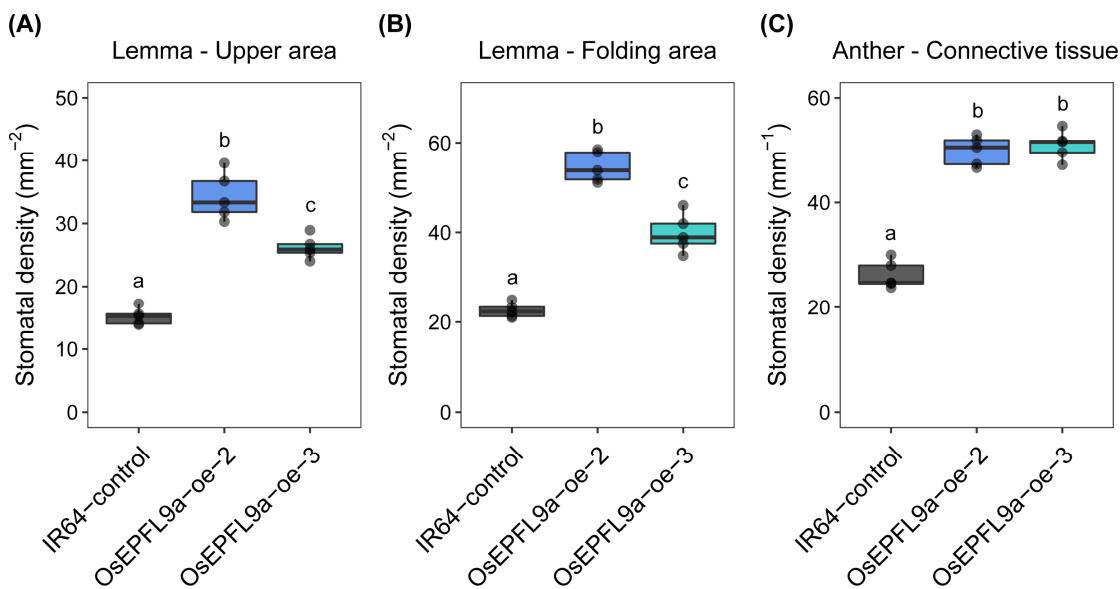 (A)
Lemma - Upper area
Stomatal density (mm⁻²)
50
40
30
20
10
0
a
b
c
IR64−control
OsEPFL9a−oe−2
OsEPFL9a−oe−3
(B)
Lemma - Folding area
Stomatal density (mm⁻²)
60
40
20
0
a
b
c
IR64−control
OsEPFL9a−oe−2
OsEPFL9a−oe−3
(C)
Anther - Connective tissue
Stomatal density (mm⁻¹)
60
40
20
0
a
b
b
IR64−control
OsEPFL9a−oe−2
OsEPFL9a−oe−3